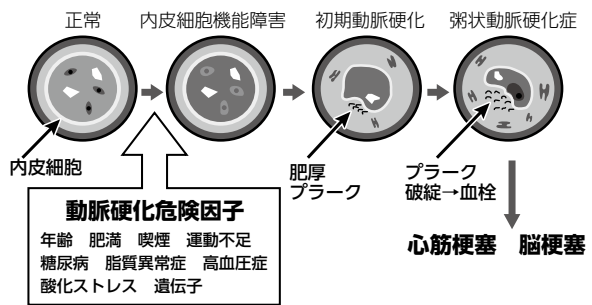 正常
内皮細胞機能障害
初期動脈硬化
粥状動脈硬化症
内皮細胞
肥厚
プラーク
プラーク
破綻→血栓
動脈硬化危険因子
年齢 肥満 喫煙 運動不足
糖尿病 脂質異常症 高血圧症
酸化ストレス 遺伝子
心筋梗塞 脳梗塞